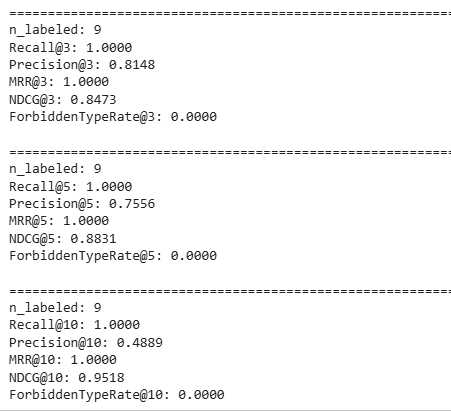 ============================================================
n_labeled: 9
Recall@3: 1.0000
Precision@3: 0.8148
MRR@3: 1.0000
NDCG@3: 0.8473
ForbiddenTypeRate@3: 0.0000
============================================================
n_labeled: 9
Recall@5: 1.0000
Precision@5: 0.7556
MRR@5: 1.0000
NDCG@5: 0.8831
ForbiddenTypeRate@5: 0.0000
============================================================
n_labeled: 9
Recall@10: 1.0000
Precision@10: 0.4889
MRR@10: 1.0000
NDCG@10: 0.9518
ForbiddenTypeRate@10: 0.0000